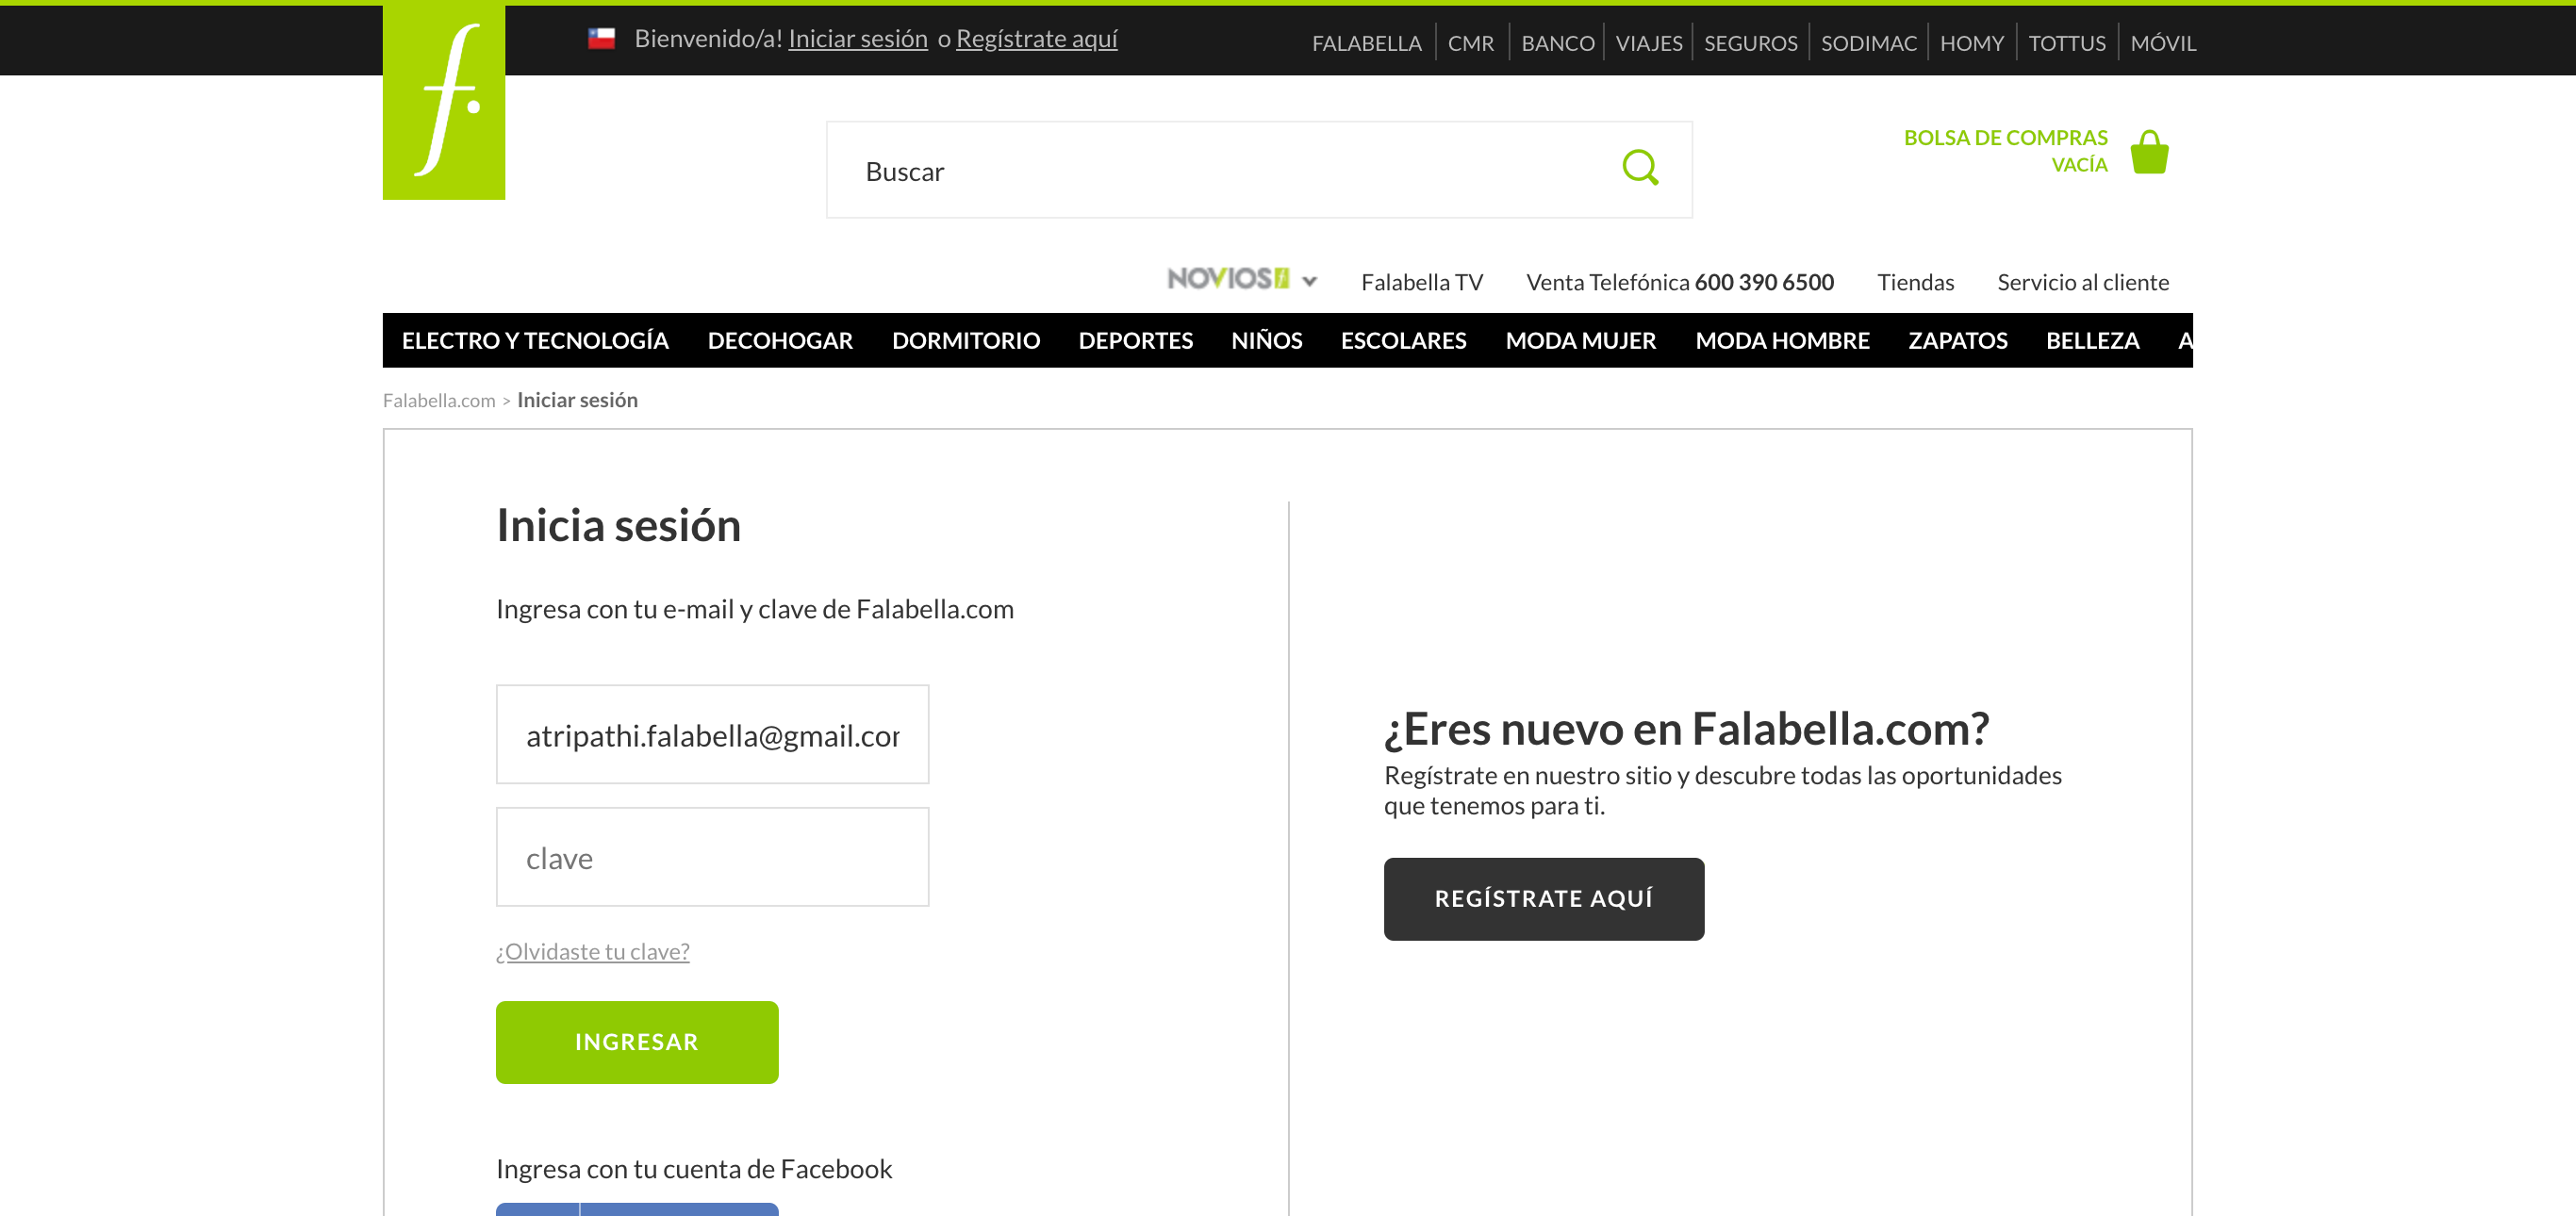 f.
Bienvenido/a! Iniciar sesión o Regístrate aquí
FALABELLA CMR BANCO VIAJES SEGUROS SODIMAC HOMY TOTTUS MÓVIL
Buscar
BOLSA DE COMPRAS
VACÍA
NOVIOS f Falabella TV Venta Telefónica 600 390 6500 Tiendas Servicio al cliente
ELECTRO Y TECNOLOGÍA DECOHOGAR DORMITORIO DEPORTES NIÑOS ESCOLARES MODA MUJER MODA HOMBRE ZAPATOS BELLEZA A
Falabella.com > Iniciar sesión
Inicia sesión
Ingresa con tu e-mail y clave de Falabella.com
atripathi.falabella@gmail.cor
clave
¿Olvidaste tu clave?
INGRESAR
Ingresa con tu cuenta de Facebook
¿Eres nuevo en Falabella.com?
Regístrate en nuestro sitio y descubre todas las oportunidades
que tenemos para ti.
REGÍSTRATE AQUÍ